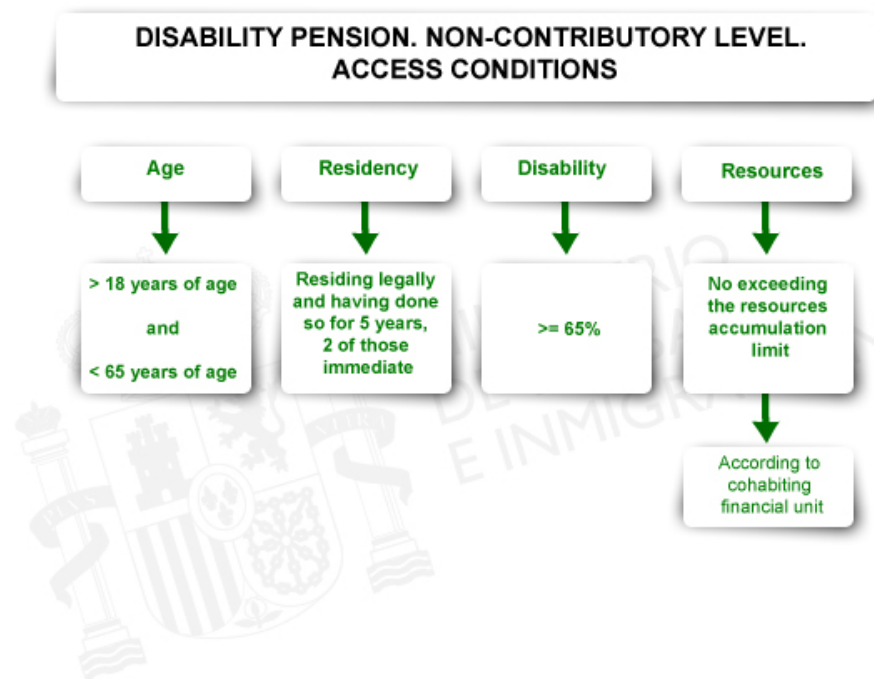 DISABILITY PENSION. NON-CONTRIBUTORY LEVEL.
ACCESS CONDITIONS
Age
Residency
Disability
Resources
> 18 years of age
and
< 65 years of age
Residing legally
and having done
so for 5 years,
2 of those
immediate
>= 65%
No exceeding
the resources
accumulation
limit
According to
cohabiting
financial unit
E INMIGRA